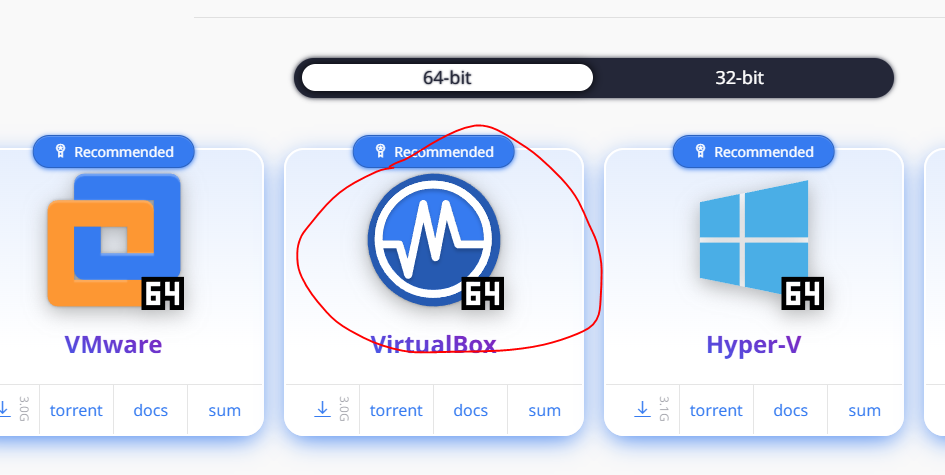 64-bit
32-bit
Recommended
Recommended
Recommended
64
64
64
VMware
VirtualBox
Hyper-V
3.0G torrent docs sum
3.0G torrent docs sum
3.1G torrent docs sum